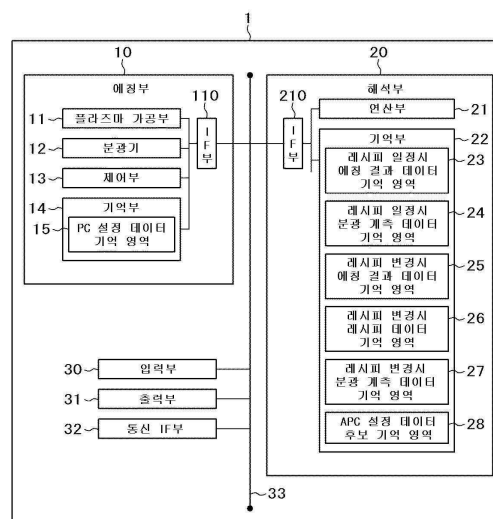 1
10
에칭부
11
플라즈마 가공부
12
분광기
13
제어부
14
기억부
15
PC 설정 데이터
기억 영역
110
IF부
20
해석부
210
IF부
연산부
21
기억부
22
레시피 일정시
에칭 결과 데이터
기억 영역
23
레시피 일정시
분광 계측 데이터
기억 영역
24
레시피 변경시
에칭 결과 데이터
기억 영역
25
레시피 변경시
레시피 데이터
기억 영역
26
레시피 변경시
분광 계측 데이터
기억 영역
27
APC 설정 데이터
후보 기억 영역
28
30
입력부
31
출력부
32
통신 IF부
33